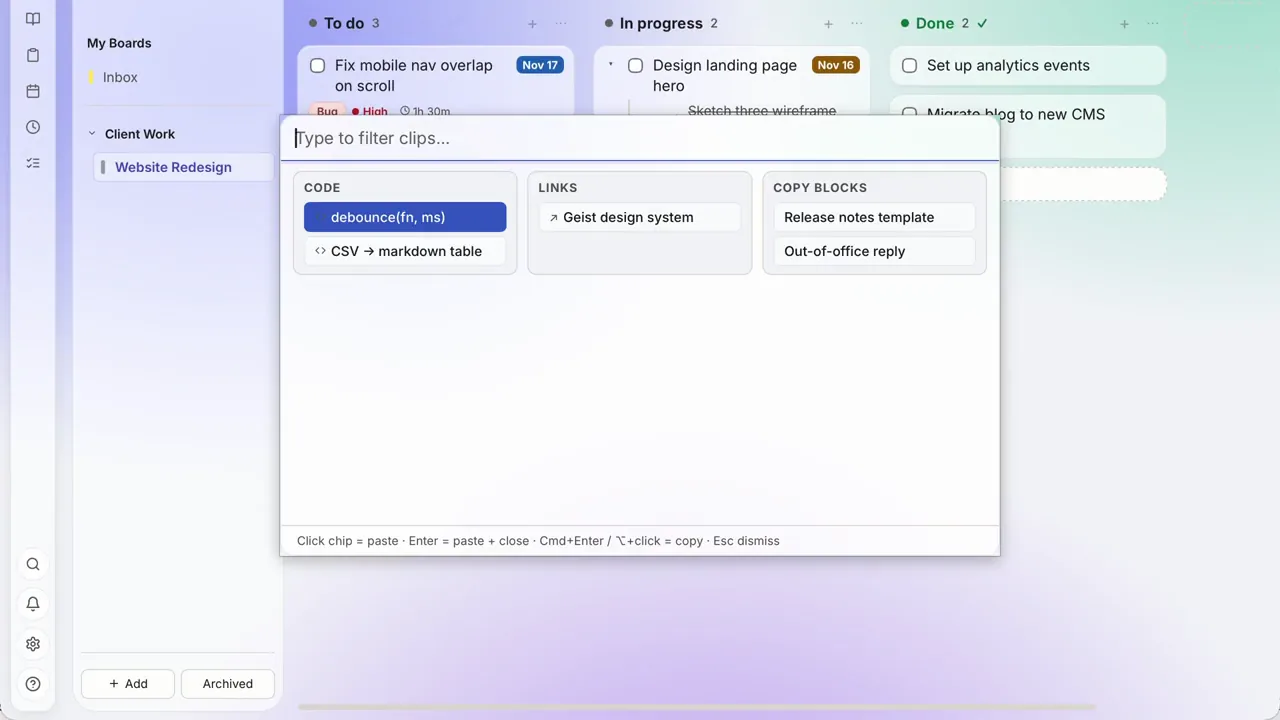 My Boards
Inbox
Client Work
Website Redesign
+ Add
Archived
To do 3
Fix mobile nav overlap
on scroll
Nov 17
Bug
High
1h 30m
In progress 2
Design landing page
hero
Nov 16
Sketch three wireframe
Done 2
Set up analytics events
Migrate blog to new CMS
Type to filter clips...
CODE
debounce(fn, ms)
CSV → markdown table
LINKS
Geist design system
COPY BLOCKS
Release notes template
Out-of-office reply
Click chip = paste · Enter = paste + close · Cmd+Enter / ⌥+click = copy · Esc dismiss